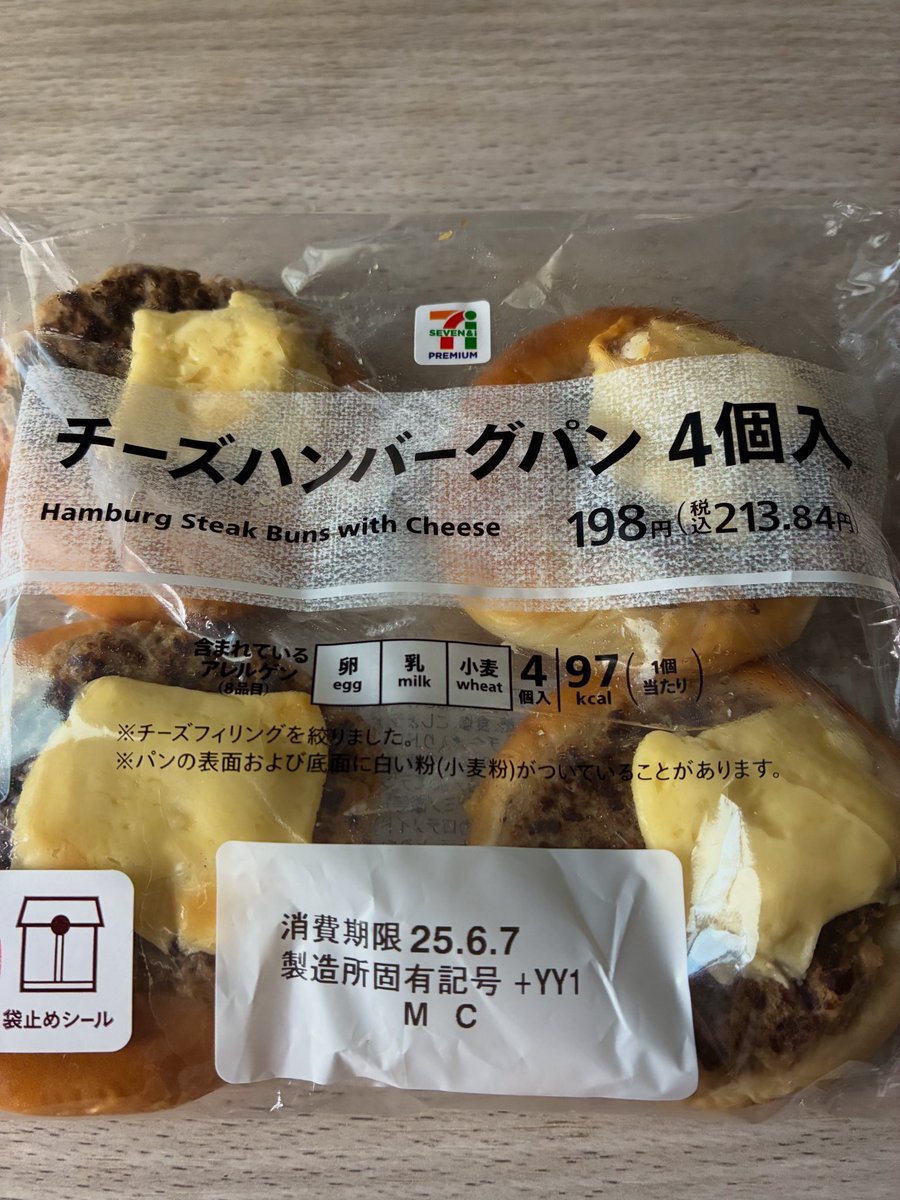 SEVEN&i
PREMIUM
チーズハンバーグパン 4個入
Hamburg Steak Buns with Cheese
198円(税込213.84円)
含まれている
アレルゲン
(8品目)
卵
egg
乳
milk
小麦
wheat
4
個入
97
kcal
(1個
当たり)
※チーズフィリングを絞りました。
※パンの表面および底面に白い粉(小麦粉)がついていることがあります。
消費期限 25.6.7
製造所固有記号 +YY1
M C
袋止めシール